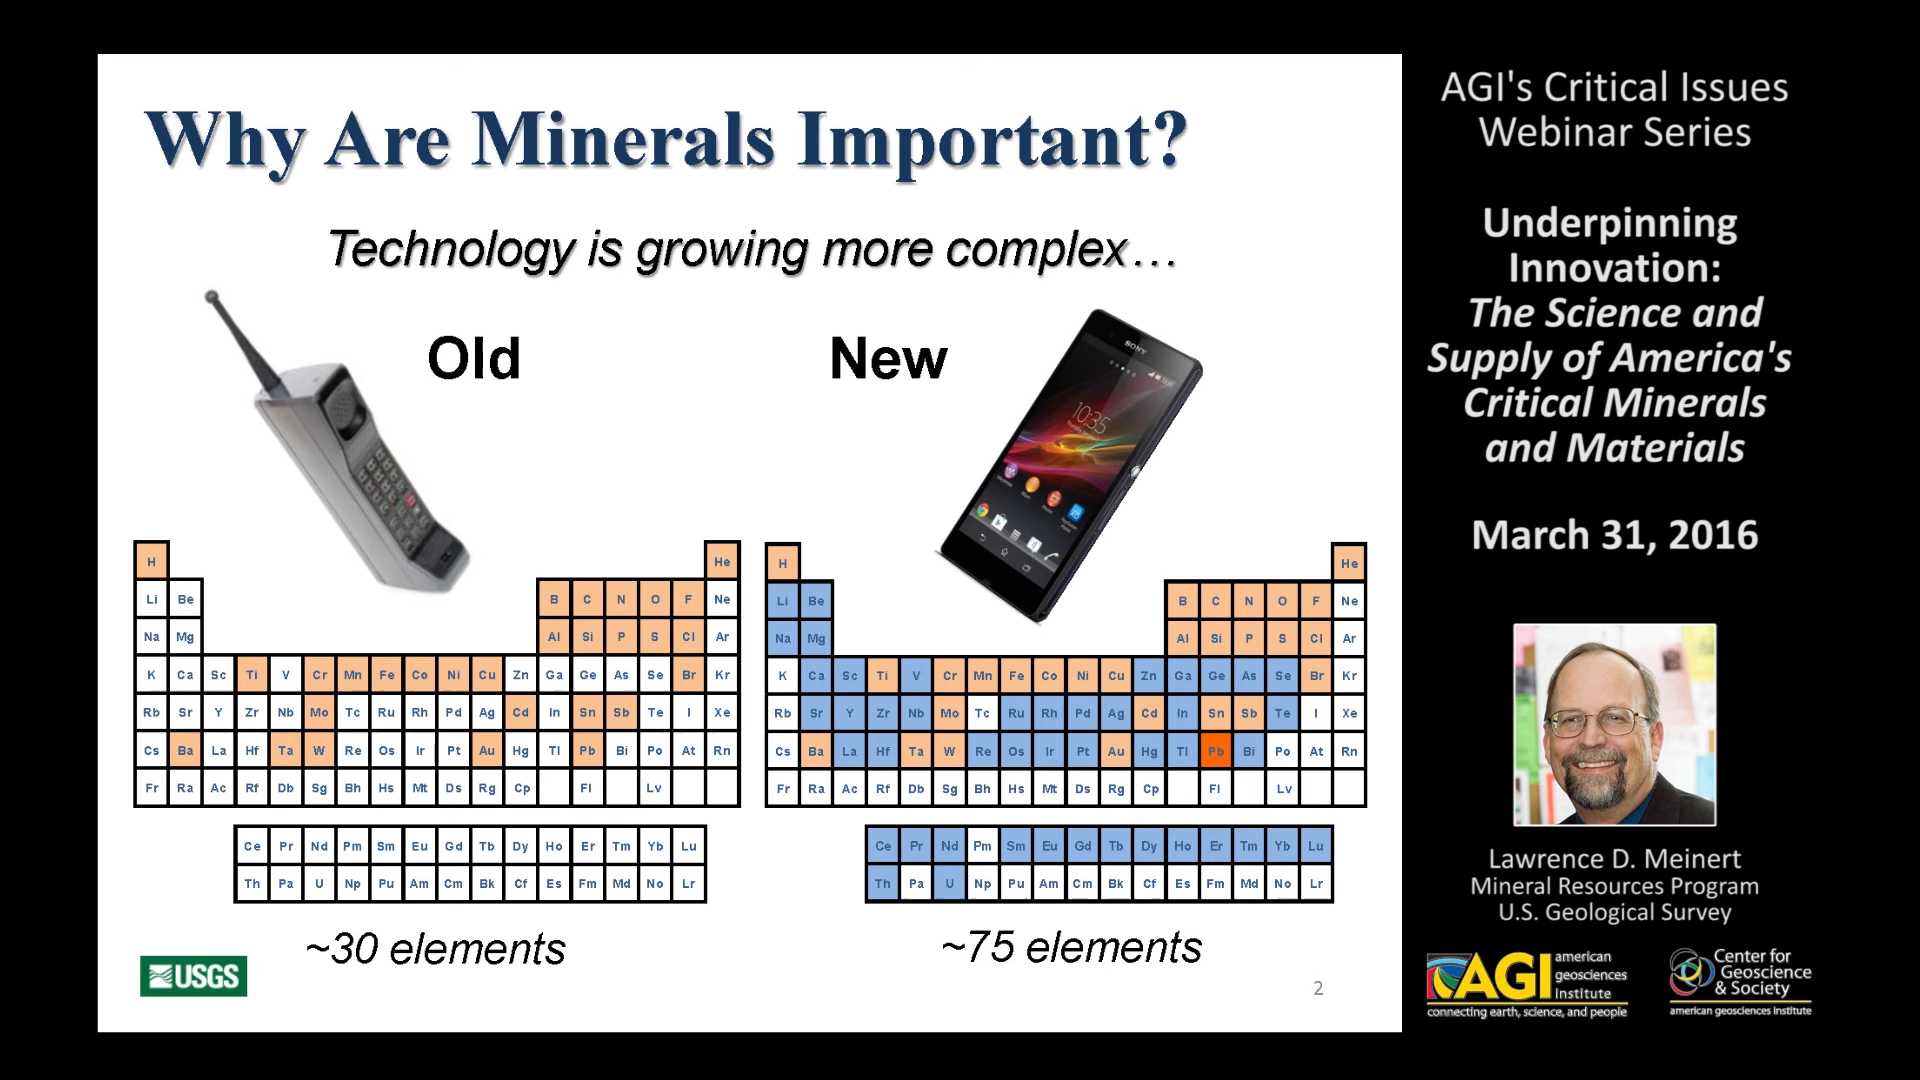 Why Are Minerals Important?
Technology is growing more complex…
Old
New
SONY
10:35
H He
Li Be B C N O F Ne
Na Mg Al Si P S Cl Ar
K Ca Sc Ti V Cr Mn Fe Co Ni Cu Zn Ga Ge As Se Br Kr
Rb Sr Y Zr Nb Mo Tc Ru Rh Pd Ag Cd In Sn Sb Te I Xe
Cs Ba La Hf Ta W Re Os Ir Pt Au Hg Tl Pb Bi Po At Rn
Fr Ra Ac Rf Db Sg Bh Hs Mt Ds Rg Cp Fl Lv
Ce Pr Nd Pm Sm Eu Gd Tb Dy Ho Er Tm Yb Lu
Th Pa U Np Pu Am Cm Bk Cf Es Fm Md No Lr
~30 elements
H He
Li Be B C N O F Ne
Na Mg Al Si P S Cl Ar
K Ca Sc Ti V Cr Mn Fe Co Ni Cu Zn Ga Ge As Se Br Kr
Rb Sr Y Zr Nb Mo Tc Ru Rh Pd Ag Cd In Sn Sb Te I Xe
Cs Ba La Hf Ta W Re Os Ir Pt Au Hg Tl Pb Bi Po At Rn
Fr Ra Ac Rf Db Sg Bh Hs Mt Ds Rg Cp Fl Lv
Ce Pr Nd Pm Sm Eu Gd Tb Dy Ho Er Tm Yb Lu
Th Pa U Np Pu Am Cm Bk Cf Es Fm Md No Lr
~75 elements
USGS
2
AGI's Critical Issues
Webinar Series
Underpinning
Innovation:
The Science and
Supply of America's
Critical Minerals
and Materials
March 31, 2016
Lawrence D. Meinert
Mineral Resources Program
U.S. Geological Survey
AGI
american
geosciences
institute
connecting earth, science, and people
Center for
Geoscience
& Society
american geosciences institute